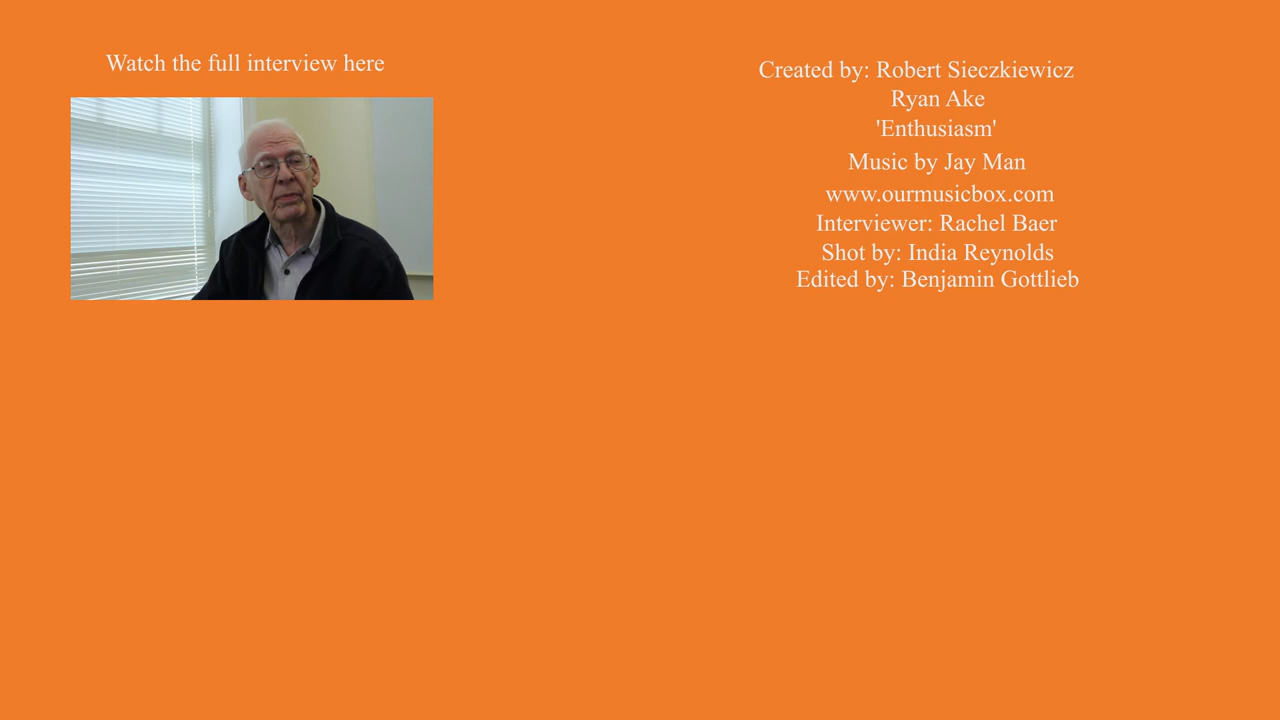 Watch the full interview here
Created by: Robert Sieczkiewicz
Ryan Ake
'Enthusiasm'
Music by Jay Man
www.ourmusicbox.com
Interviewer: Rachel Baer
Shot by: India Reynolds
Edited by: Benjamin Gottlieb